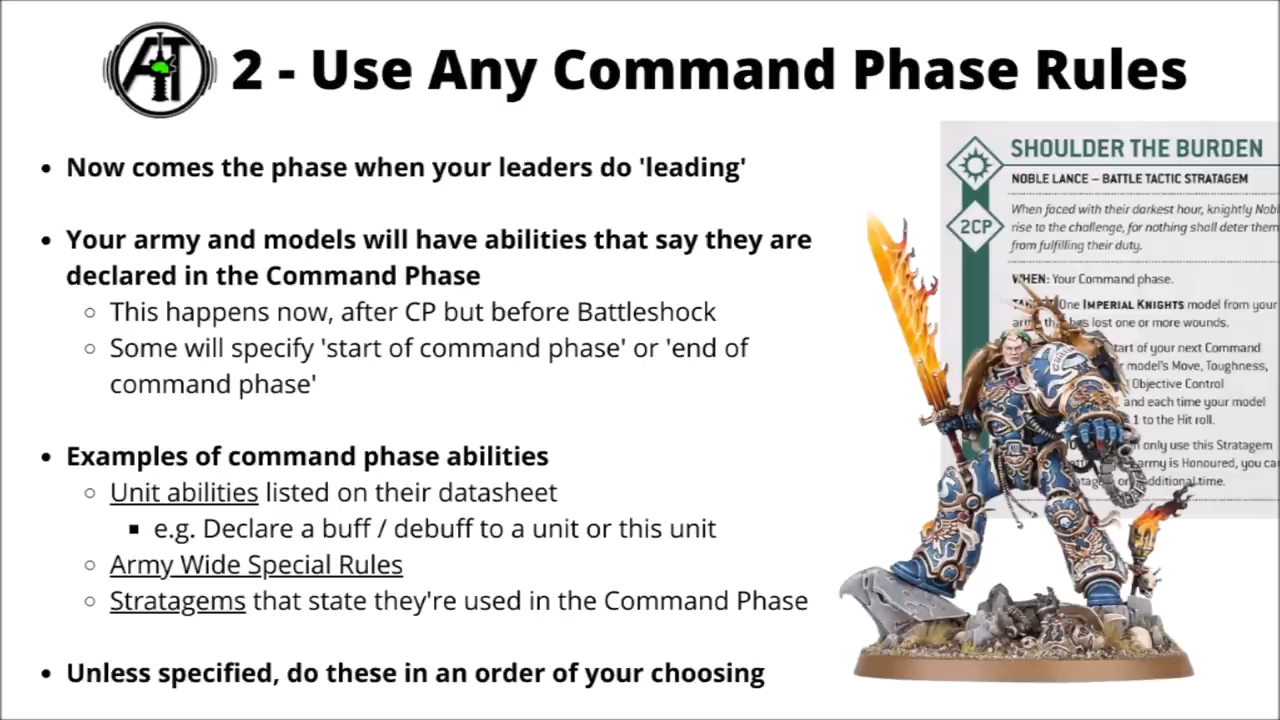 AT
2 - Use Any Command Phase Rules
• Now comes the phase when your leaders do 'leading'
• Your army and models will have abilities that say they are
declared in the Command Phase
○ This happens now, after CP but before Battleshock
○ Some will specify 'start of command phase' or 'end of
command phase'
• Examples of command phase abilities
○ Unit abilities listed on their datasheet
■ e.g. Declare a buff / debuff to a unit or this unit
○ Army Wide Special Rules
○ Stratagems that state they're used in the Command Phase
• Unless specified, do these in an order of your choosing
SHOULDER THE BURDEN
NOBLE LANCE – BATTLE TACTIC STRATAGEM
2CP
When faced with their darkest hour, knightly
rise to the challenge, for nothing shall deter them
from fulfilling their duty.
WHEN: Your Command phase.
One IMPERIAL KNIGHTS model from your
has lost one or more wounds.
of your next Command
model's Move, Toughness,
Objective Control
and each time your model
1 to the Hit roll.
only use this Stratagem
army is Honoured, you
additional time.